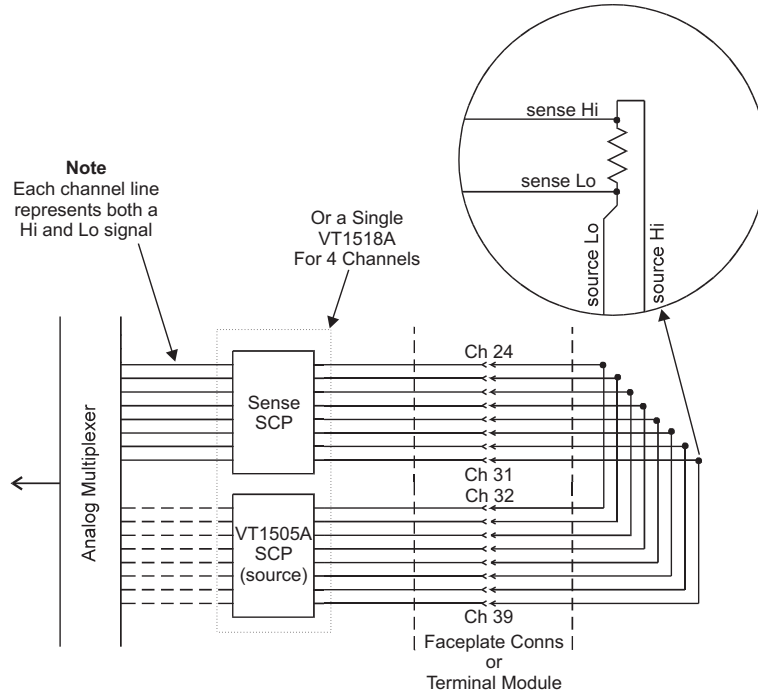 sense Hi
sense Lo
source Lo
source Hi
Note
Each channel line
represents both a
Hi and Lo signal
Or a Single
VT1518A
For 4 Channels
Analog Multiplexer
Sense
SCP
Ch 24
Ch 31
Ch 32
VT1505A
SCP
(source)
Ch 39
Faceplate Conns
or
Terminal Module